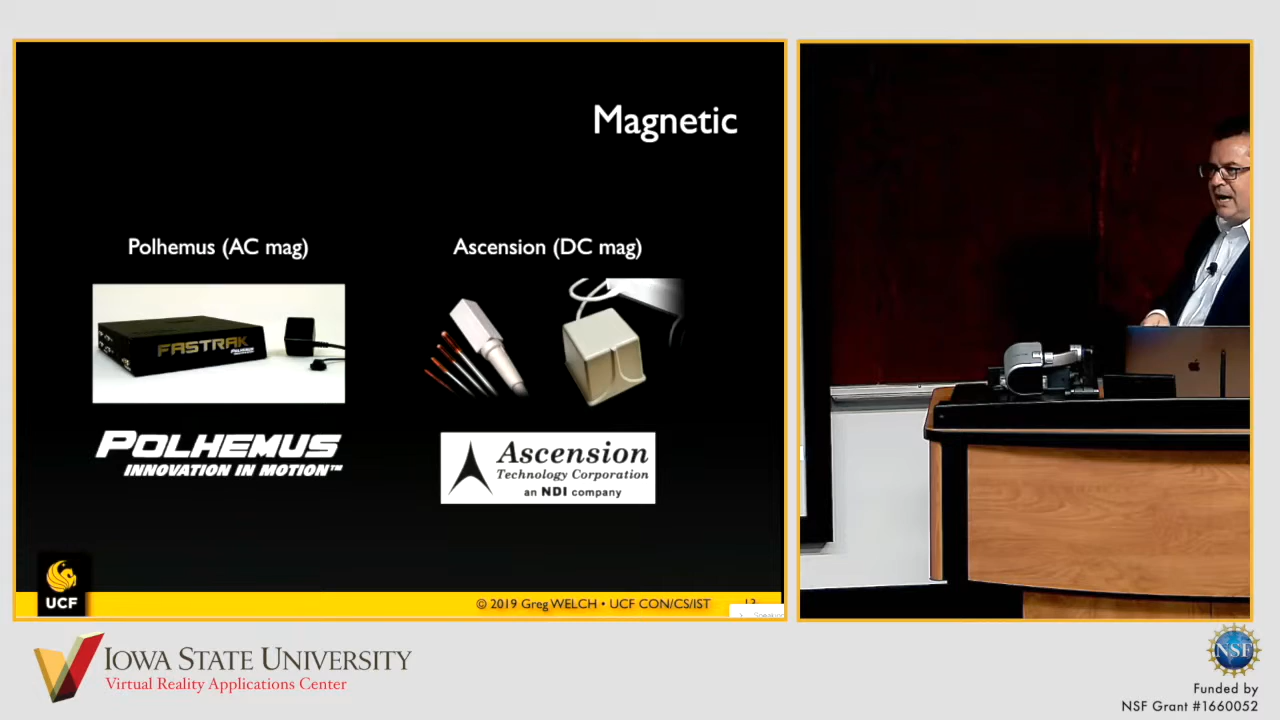 Magnetic
Polhemus (AC mag)
Ascension (DC mag)
FASTRAK
POLHEMUS
POLHEMUS
INNOVATION IN MOTION™
Ascension
Technology Corporation
an NDI company
UCF
© 2019 Greg WELCH • UCF CON/CS/IST
IOWA STATE UNIVERSITY
Virtual Reality Applications Center
NSF
Funded by
NSF Grant #1660052